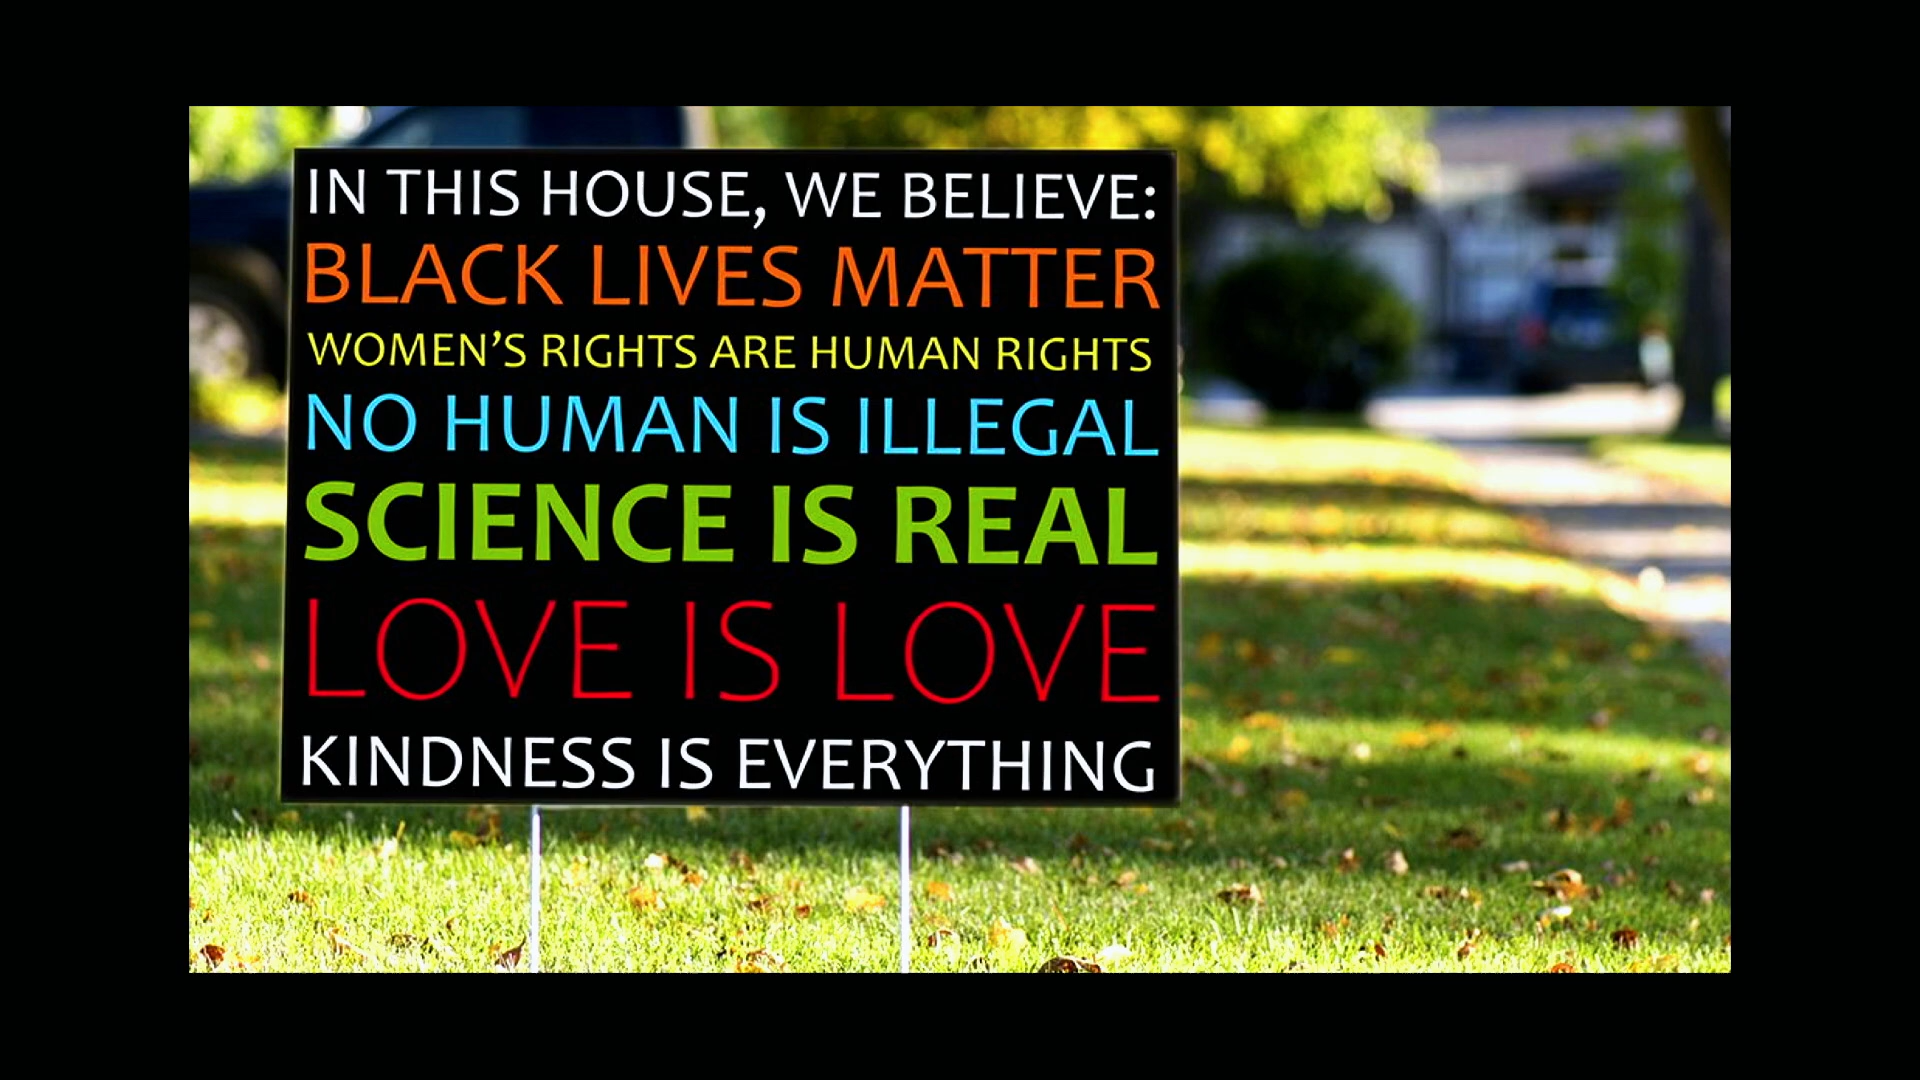 IN THIS HOUSE, WE BELIEVE:
BLACK LIVES MATTER
WOMEN’S RIGHTS ARE HUMAN RIGHTS
NO HUMAN IS ILLEGAL
SCIENCE IS REAL
LOVE IS LOVE
KINDNESS IS EVERYTHING